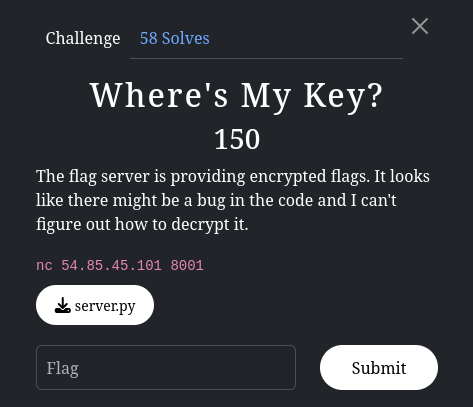 Challenge 58 Solves
Where's My Key?
150
The flag server is providing encrypted flags. It looks
like there might be a bug in the code and I can't
figure out how to decrypt it.
nc 54.85.45.101 8001
server.py
Flag Submit